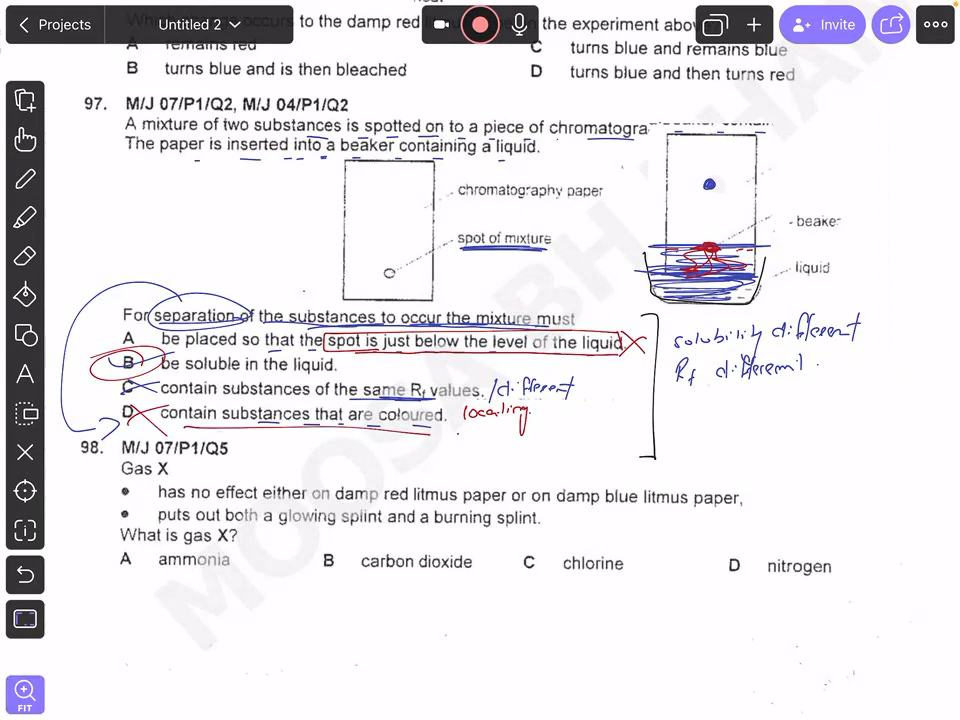 Projects
Untitled 2
Invite
to the damp red
the experiment
A remains red
C turns blue and remains blue
B turns blue and is then bleached
D turns blue and then turns red
97. M/J 07/P1/Q2, M/J 04/P1/Q2
A mixture of two substances is spotted on to a piece of chromatogra
The paper is inserted into a beaker containing a liquid.
chromatography paper
spot of mixture
beaker
liquid
For separation of the substances to occur the mixture must
A be placed so that the spot is just below the level of the liquid.
B be soluble in the liquid.
C contain substances of the same Rf values. /different
D contain substances that are coloured. locating
solubility different
Rf different.
98. M/J 07/P1/Q5
Gas X
• has no effect either on damp red litmus paper or on damp blue litmus paper,
• puts out both a glowing splint and a burning splint.
What is gas X?
A ammonia B carbon dioxide C chlorine D nitrogen
FIT